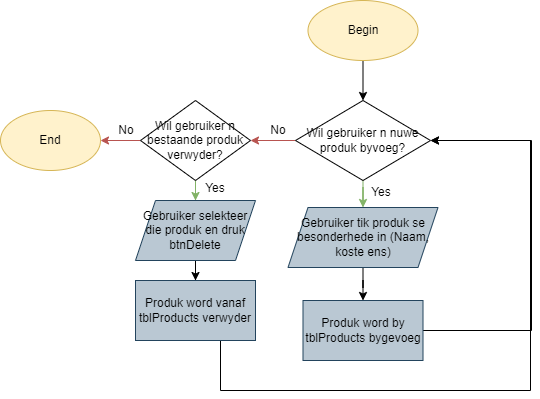 Begin
Wil gebruiker n nuwe
produk byvoeg?
No
Wil gebruiker n
bestaande produk
verwyder?
No
End
Yes
Yes
Gebruiker selekteer
die produk en druk
btnDelete
Gebruiker tik produk se
besonderhede in (Naam,
koste ens)
Produk word vanaf
tblProducts verwyder
Produk word by
tblProducts bygevoeg